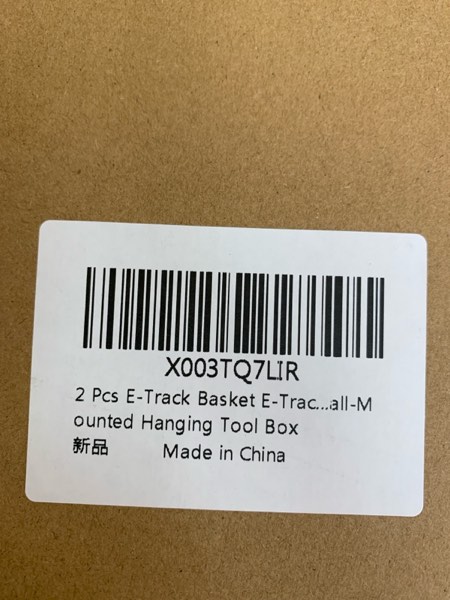 X003TQ7LIR
2 Pcs E-Track Basket E-Trac...all-M
ounted Hanging Tool Box
新品 Made in China